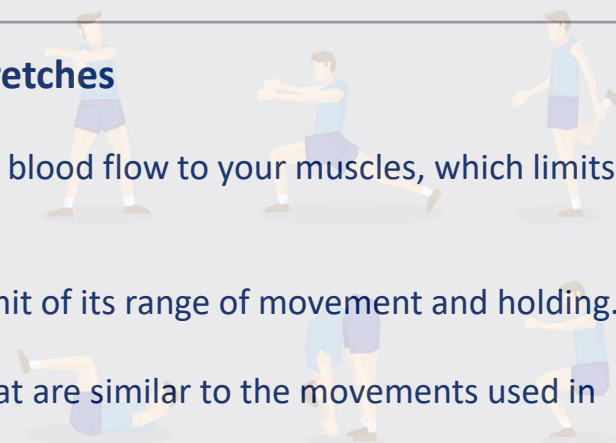 retches
blood flow to your muscles, which limits
mit of its range of movement and holding.
at are similar to the movements used in